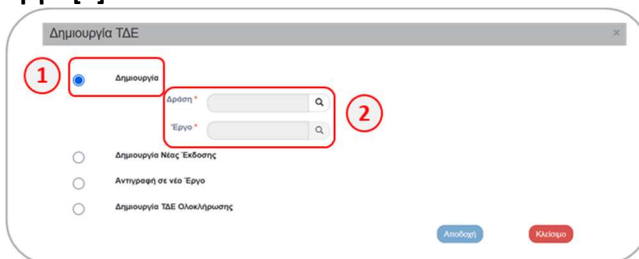 Δημιουργία ΤΔΕ ×
1 Δημιουργία
Δράση *
2
Έργο *
Δημιουργία Νέας Έκδοσης
Αντιγραφή σε νέο Έργο
Δημιουργία ΤΔΕ Ολοκλήρωσης
Αποδοχή Κλείσιμο